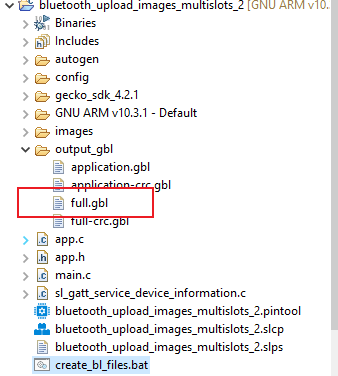 bluetooth_upload_images_multislots_2 [GNU ARM v10.
Binaries
Includes
autogen
config
gecko_sdk_4.2.1
GNU ARM v10.3.1 - Default
images
output_gbl
application.gbl
application-crc.gbl
full.gbl
full-crc.gbl
app.c
app.h
main.c
sl_gatt_service_device_information.c
bluetooth_upload_images_multislots_2.pintool
bluetooth_upload_images_multislots_2.slcp
bluetooth_upload_images_multislots_2.slps
create_bl_files.bat